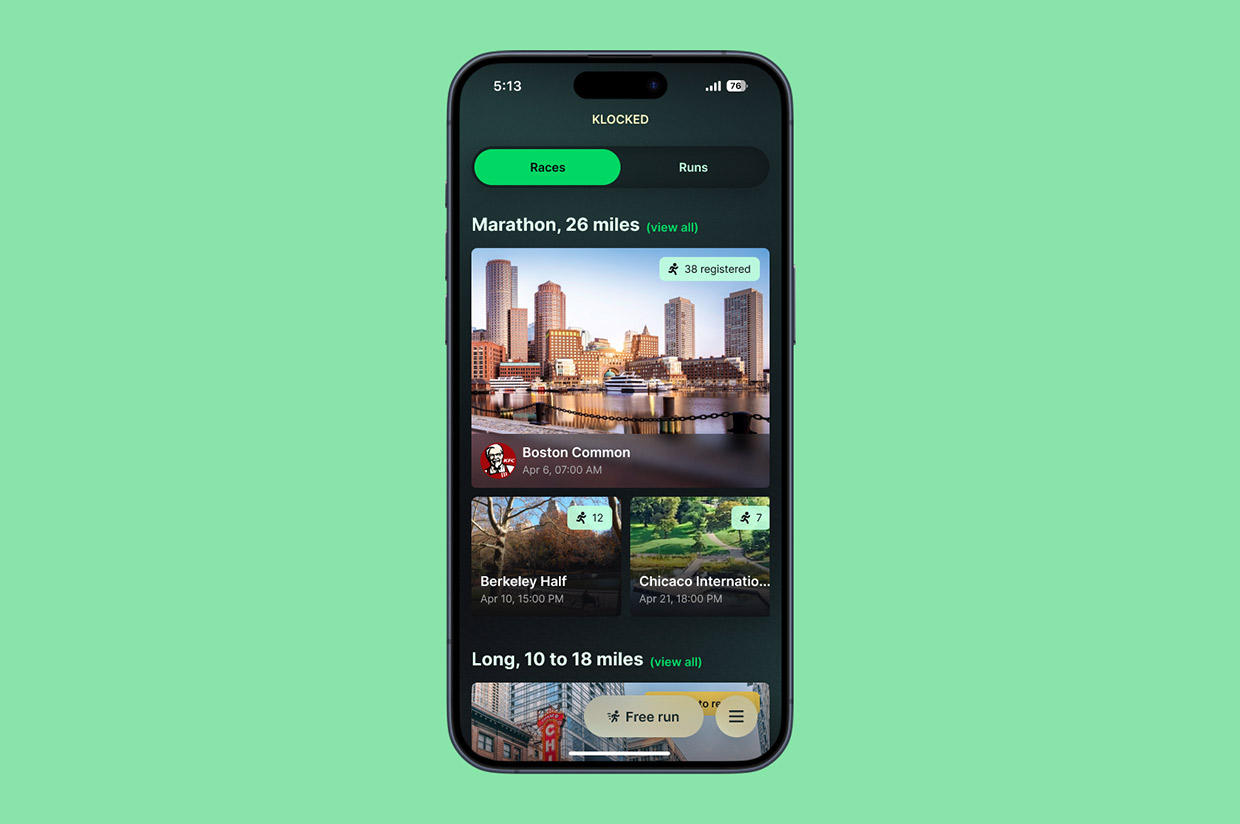 5:13
76
KLOCKED
Races
Runs
Marathon, 26 miles (view all)
38 registered
KFC
Boston Common
Apr 6, 07:00 AM
12
7
Berkeley Half
Chicaco Internatio...
Apr 10, 15:00 PM
Apr 21, 18:00 PM
Long, 10 to 18 miles (view all)
to re
Free run
CHI